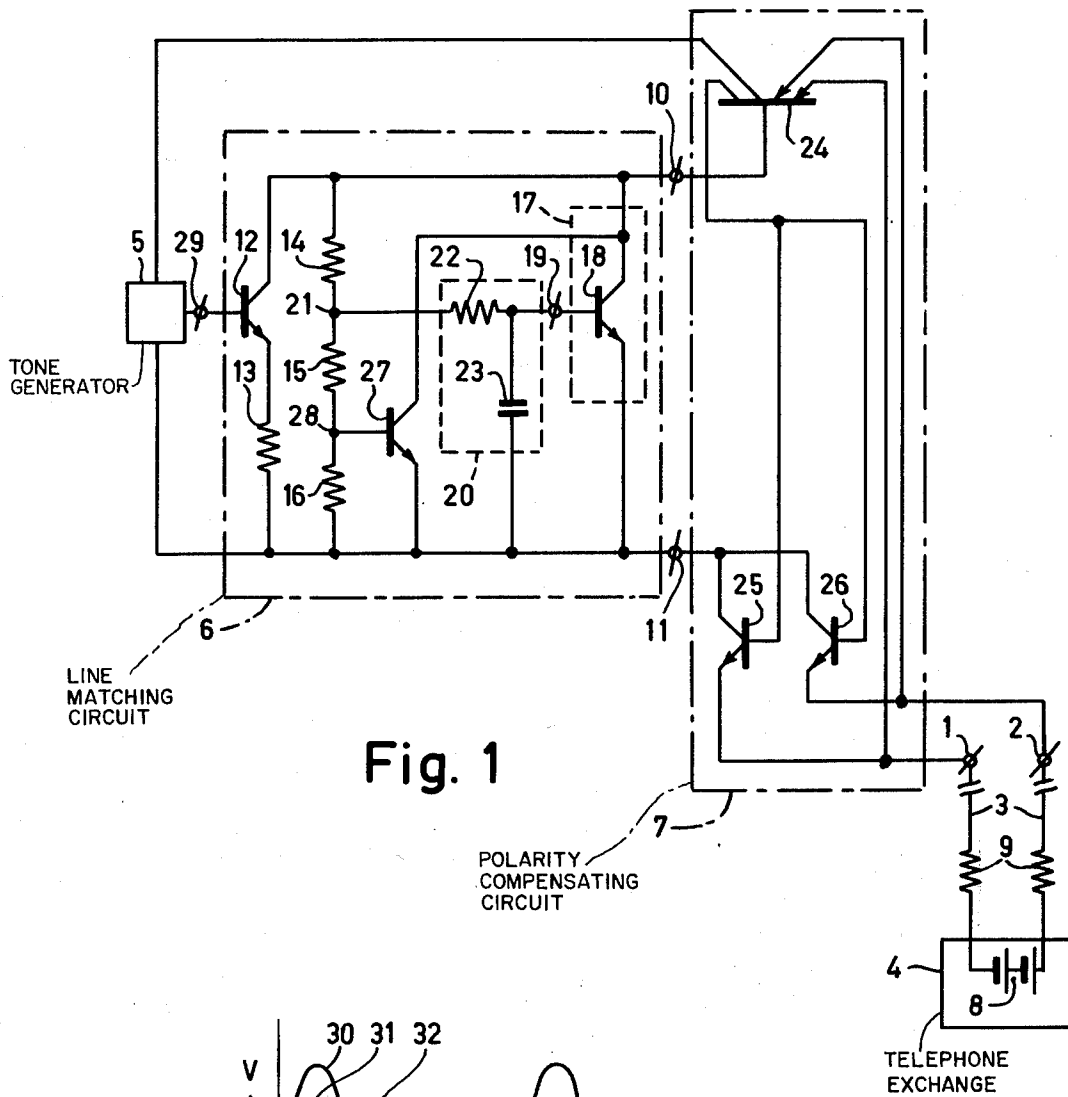 10
24
17
5
29
12
14
22
19
18
21
TONE
GENERATOR
13
15
27
23
28
16
20
25
26
6
11
LINE
MATCHING
CIRCUIT
Fig. 1
1
2
7
3
9
POLARITY
COMPENSATING
CIRCUIT
4
8
TELEPHONE
EXCHANGE
30
31
32
V